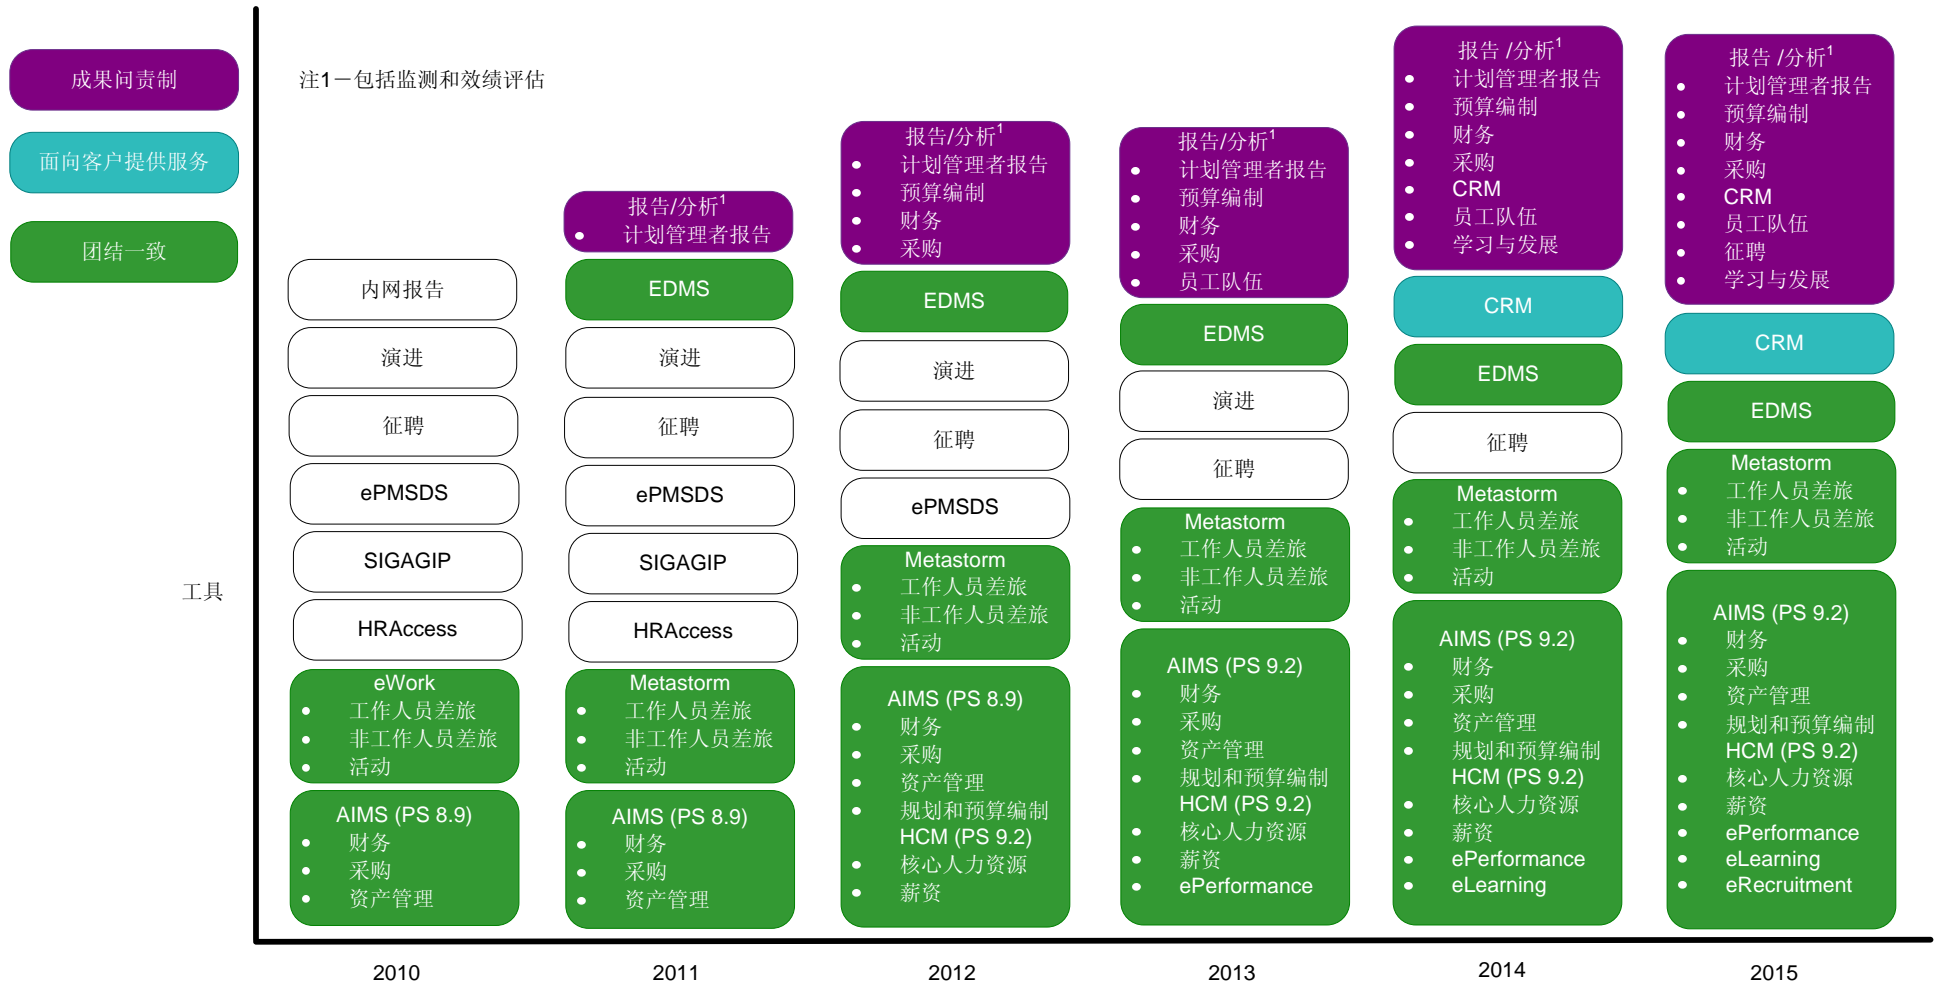 成果问责制
面向客户提供服务
团结一致
注1－包括监测和效绩评估
工具
内网报告
演进
征聘
ePMSDS
SIGAGIP
HRAccess
eWork
• 工作人员差旅
• 非工作人员差旅
• 活动
AIMS (PS 8.9)
• 财务
• 采购
• 资产管理
2010
报告/分析1
• 计划管理者报告
EDMS
演进
征聘
ePMSDS
SIGAGIP
HRAccess
Metastorm
• 工作人员差旅
• 非工作人员差旅
• 活动
AIMS (PS 8.9)
• 财务
• 采购
• 资产管理
2011
报告/分析1
• 计划管理者报告
• 预算编制
• 财务
• 采购
EDMS
演进
征聘
ePMSDS
Metastorm
• 工作人员差旅
• 非工作人员差旅
• 活动
AIMS (PS 8.9)
• 财务
• 采购
• 资产管理
• 规划和预算编制
HCM (PS 9.2)
• 核心人力资源
• 薪资
2012
报告/分析1
• 计划管理者报告
• 预算编制
• 财务
• 采购
• 员工队伍
EDMS
演进
征聘
Metastorm
• 工作人员差旅
• 非工作人员差旅
• 活动
AIMS (PS 9.2)
• 财务
• 采购
• 资产管理
• 规划和预算编制
HCM (PS 9.2)
• 核心人力资源
• 薪资
• ePerformance
2013
报告 /分析1
• 计划管理者报告
• 预算编制
• 财务
• 采购
• CRM
• 员工队伍
• 学习与发展
CRM
EDMS
征聘
Metastorm
• 工作人员差旅
• 非工作人员差旅
• 活动
AIMS (PS 9.2)
• 财务
• 采购
• 资产管理
• 规划和预算编制
HCM (PS 9.2)
• 核心人力资源
• 薪资
• ePerformance
• eLearning
2014
报告 /分析1
• 计划管理者报告
• 预算编制
• 财务
• 采购
• CRM
• 员工队伍
• 征聘
• 学习与发展
CRM
EDMS
Metastorm
• 工作人员差旅
• 非工作人员差旅
• 活动
AIMS (PS 9.2)
• 财务
• 采购
• 资产管理
• 规划和预算编制
HCM (PS 9.2)
• 核心人力资源
• 薪资
• ePerformance
• eLearning
• eRecruitment
2015